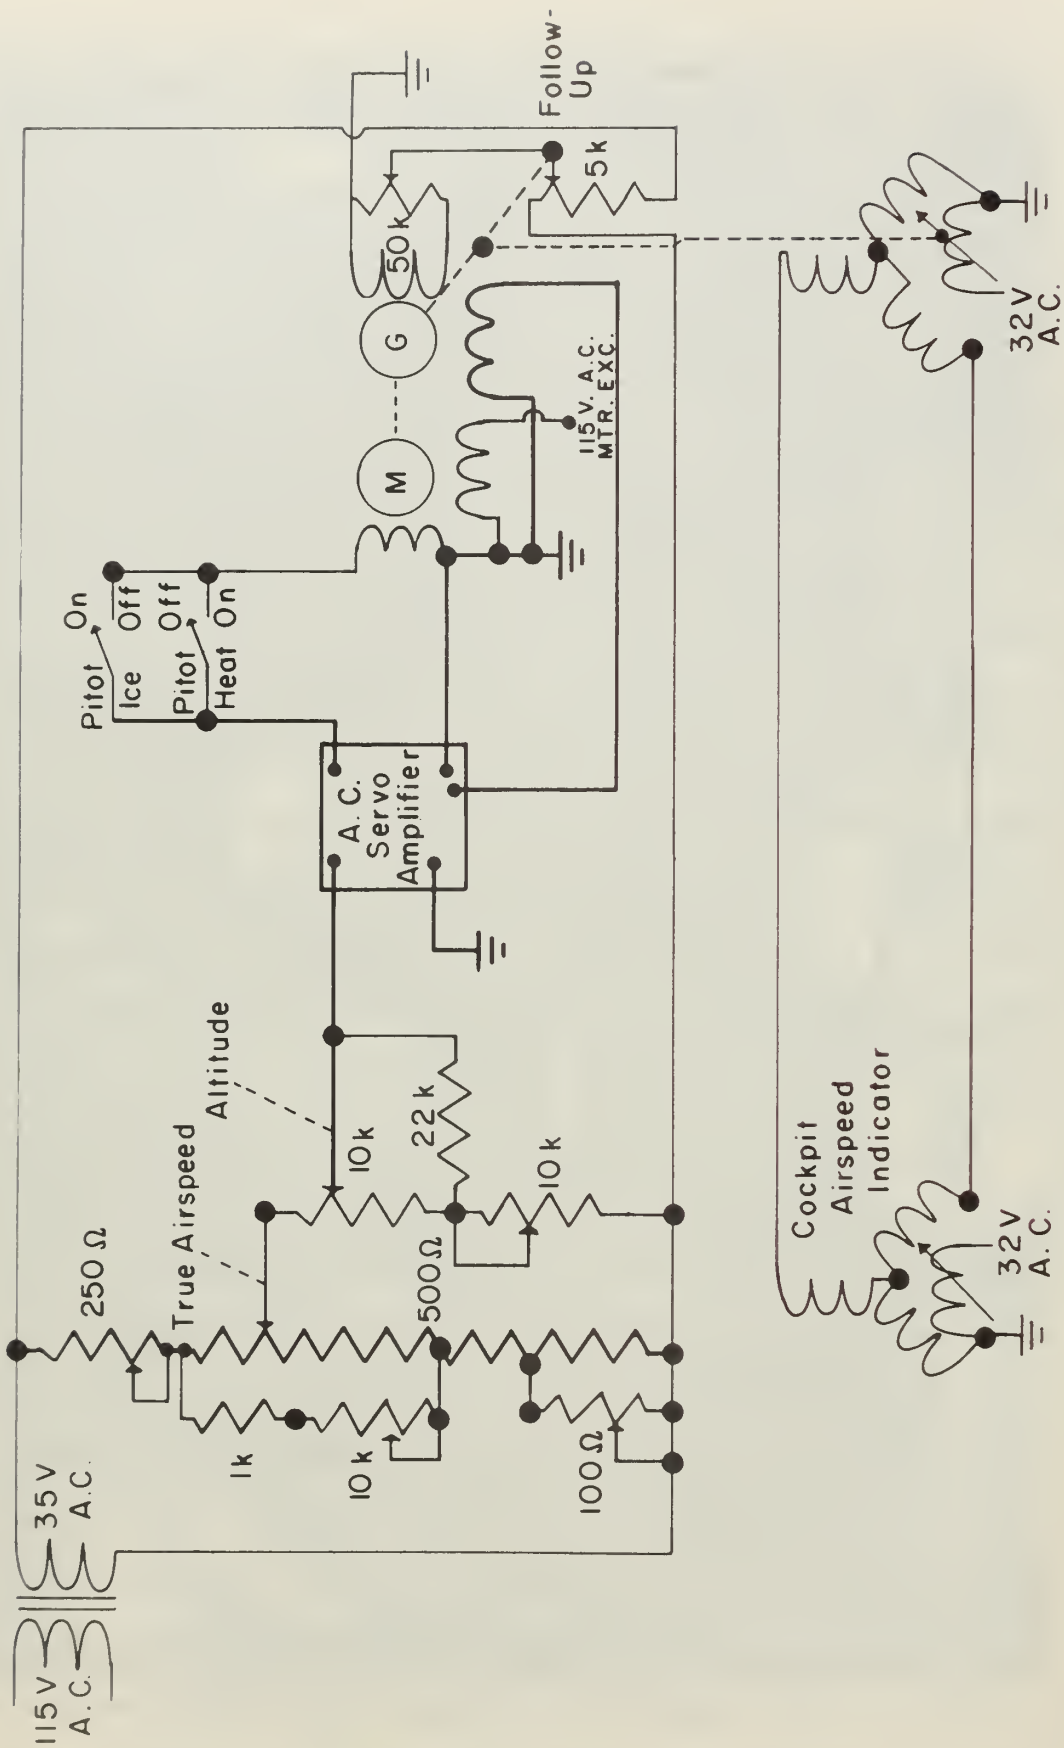 115V
A.C.
35V
A.C.
250Ω
True Airspeed
Altitude
1k
10k
500Ω
100Ω
10k
22k
10k
A. C.
Servo
Amplifier
Pitot
Ice
On
Off
Pitot
Heat
Off
On
M
G
50k
5k
Follow-
Up
115V. A.C.
MTR. EXC.
Cockpit
Airspeed
Indicator
32V
A.C.
32V
A.C.